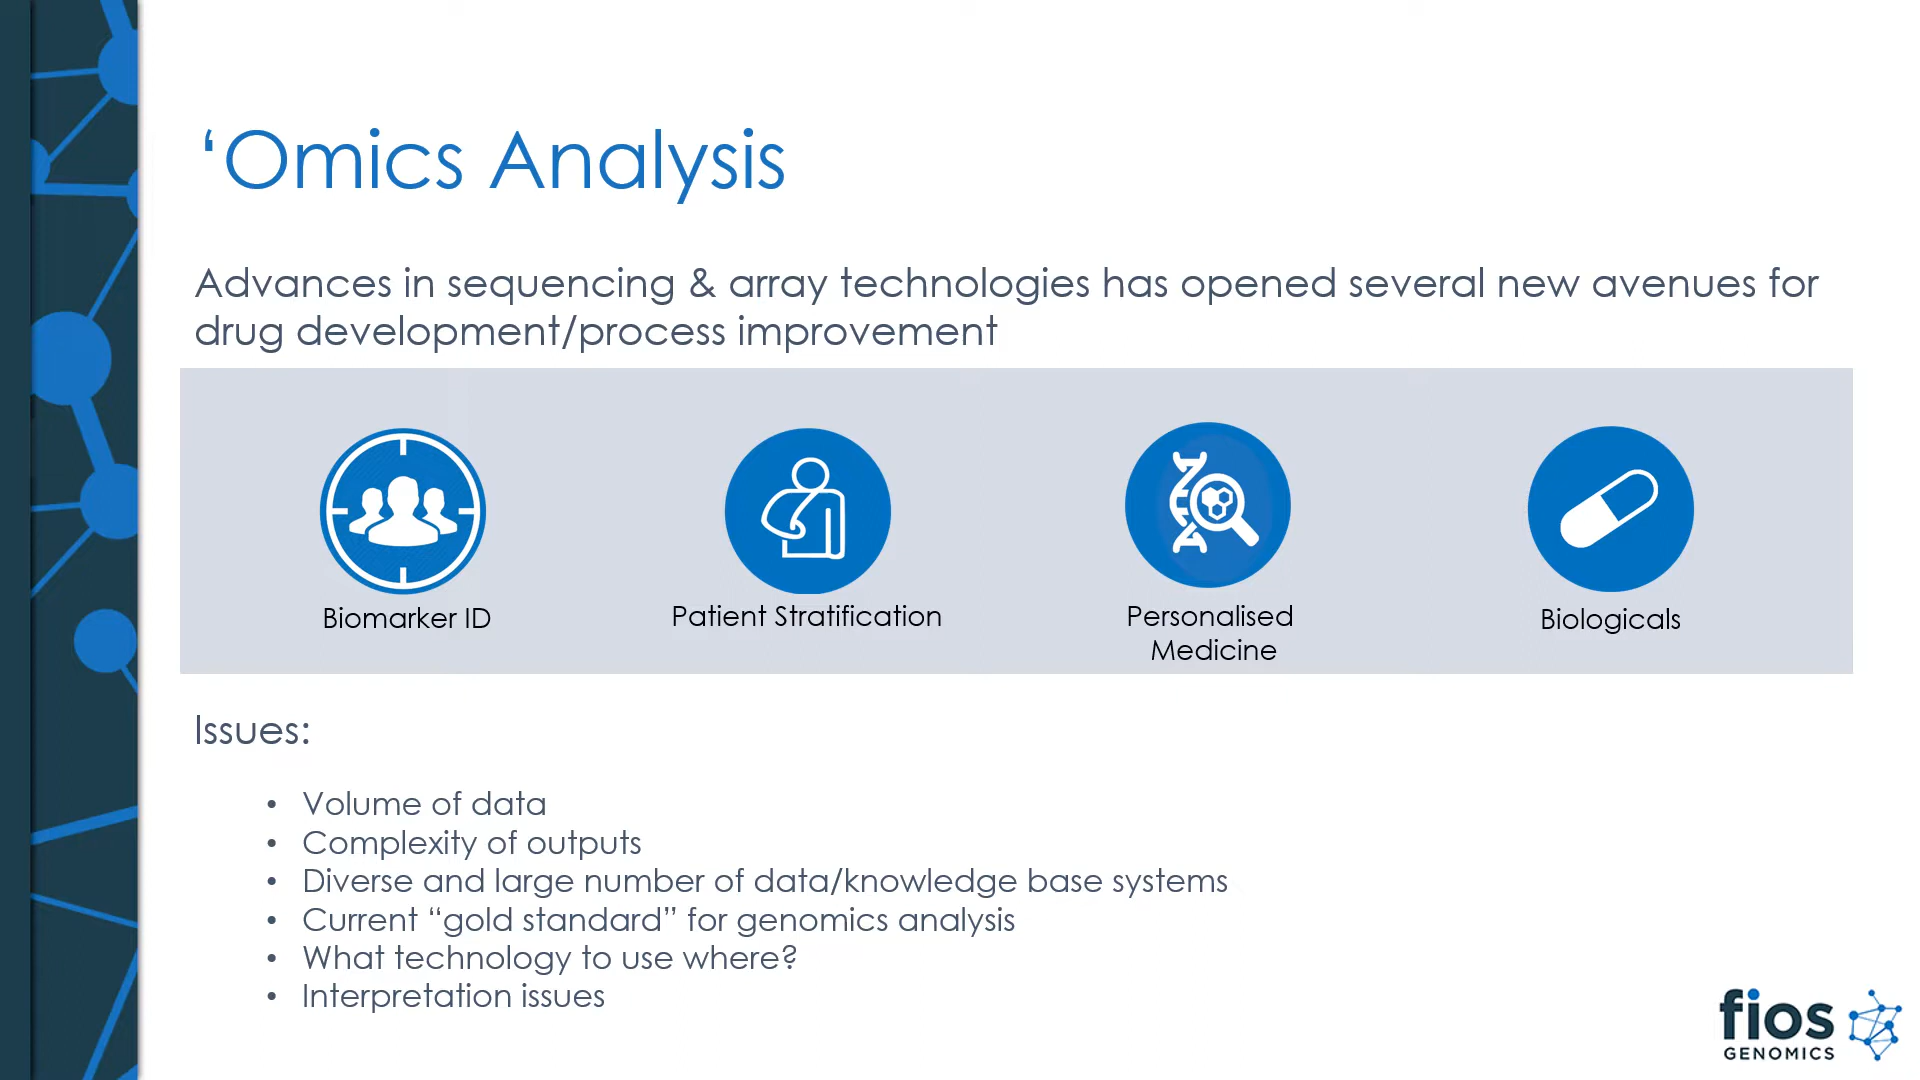 ‘Omics Analysis
Advances in sequencing & array technologies has opened several new avenues for
drug development/process improvement
Biomarker ID
Patient Stratification
Personalised
Medicine
Biologicals
Issues:
• Volume of data
• Complexity of outputs
• Diverse and large number of data/knowledge base systems
• Current “gold standard” for genomics analysis
• What technology to use where?
• Interpretation issues
fios
GENOMICS